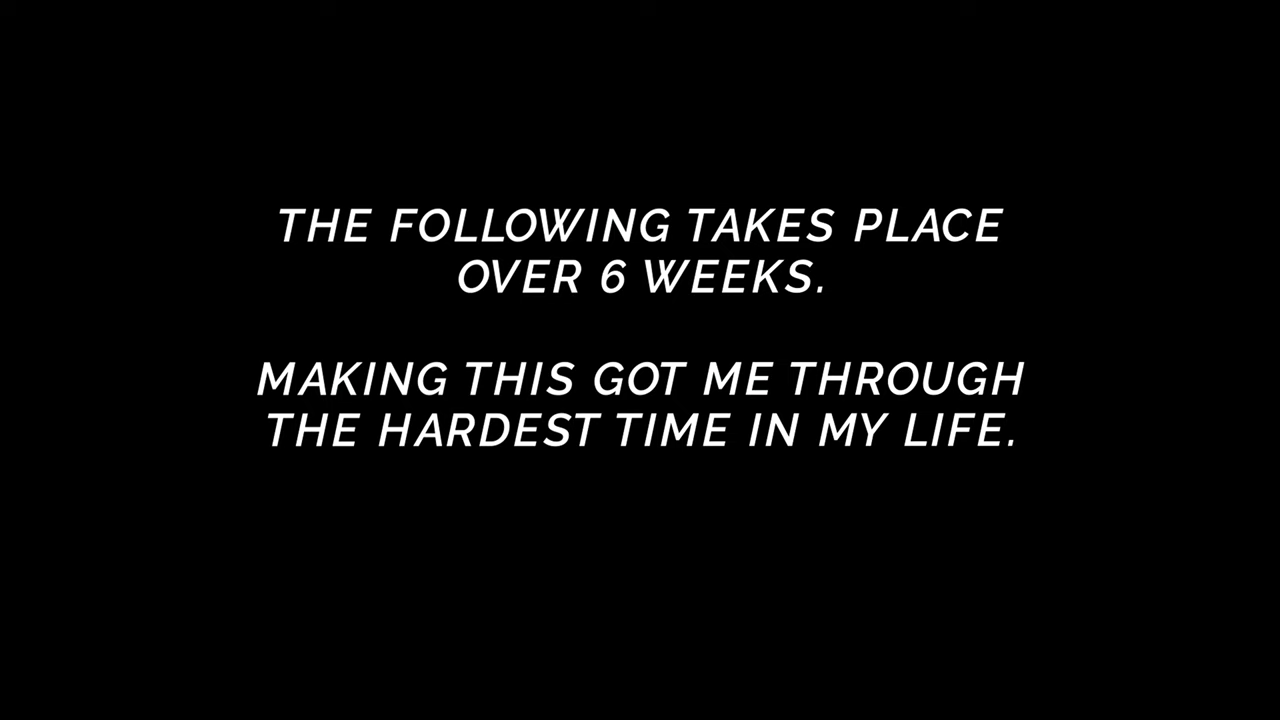 THE FOLLOWING TAKES PLACE
OVER 6 WEEKS.
MAKING THIS GOT ME THROUGH
THE HARDEST TIME IN MY LIFE.